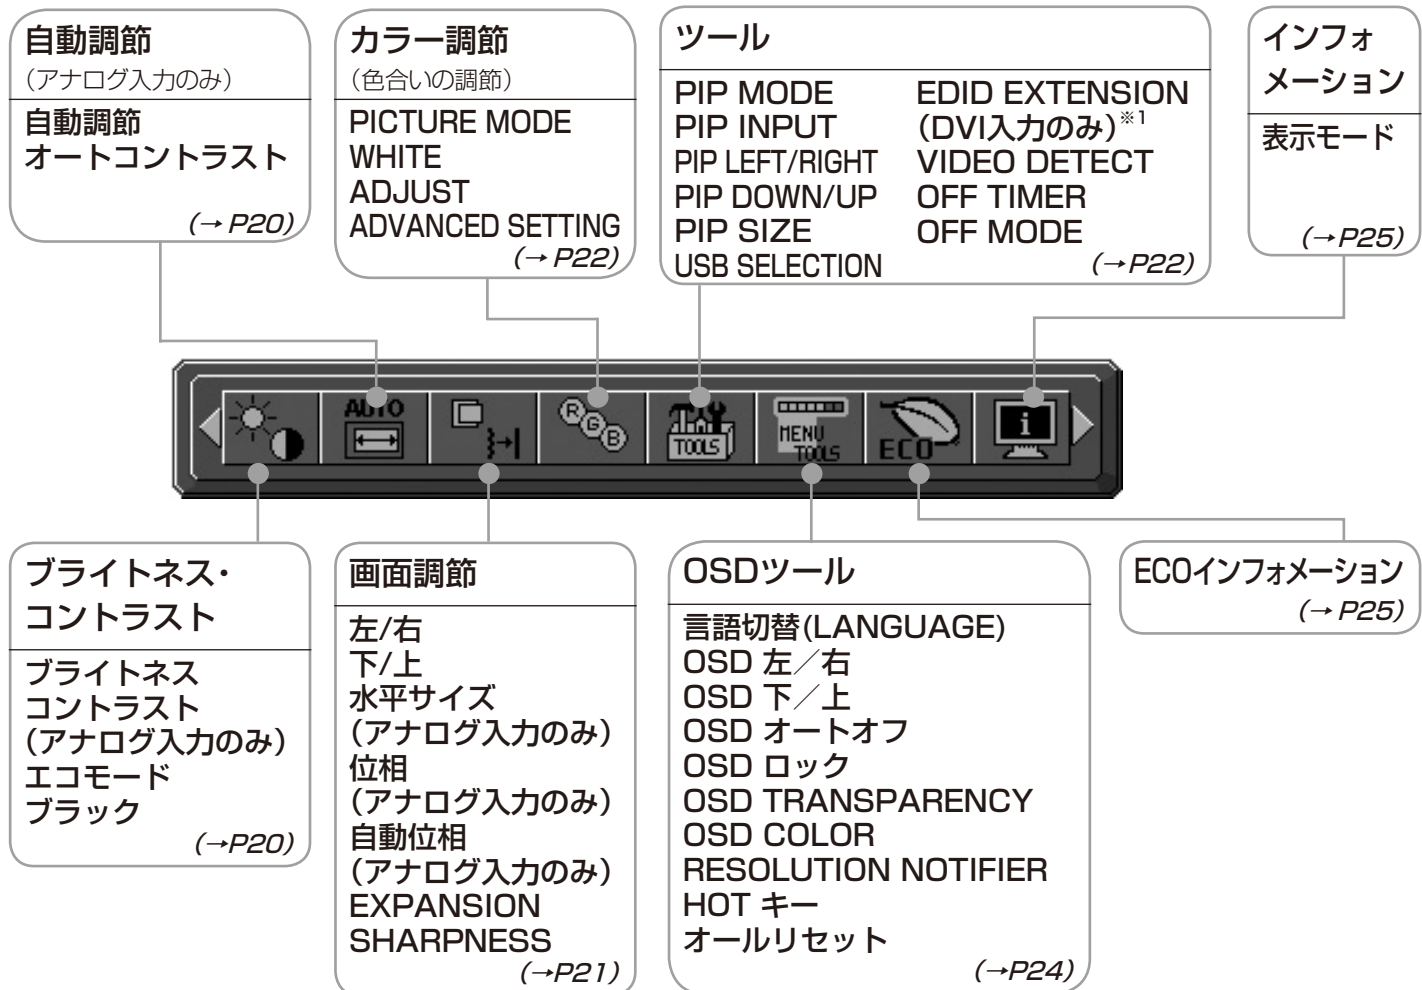 自動調節
（アナログ入力のみ）
自動調節
オートコントラスト
(→P20)
カラー調節
（色合いの調節）
PICTURE MODE
WHITE
ADJUST
ADVANCED SETTING
(→P22)
ツール
PIP MODE
PIP INPUT
PIP LEFT/RIGHT
PIP DOWN/UP
PIP SIZE
USB SELECTION
EDID EXTENSION
（DVI入力のみ）※1
VIDEO DETECT
OFF TIMER
OFF MODE
(→P22)
インフォ
メーション
表示モード
(→P25)
AUTO
R
G
B
TOOLS
MENU
TOOLS
ECO
i
ブライトネス・
コントラスト
ブライトネス
コントラスト
（アナログ入力のみ）
エコモード
ブラック
(→P20)
画面調節
左/右
下/上
水平サイズ
（アナログ入力のみ）
位相
（アナログ入力のみ）
自動位相
（アナログ入力のみ）
EXPANSION
SHARPNESS
(→P21)
OSDツール
言語切替(LANGUAGE)
OSD 左／右
OSD 下／上
OSD オートオフ
OSD ロック
OSD TRANSPARENCY
OSD COLOR
RESOLUTION NOTIFIER
HOT キー
オールリセット
(→P24)
ECOインフォメーション
(→P25)